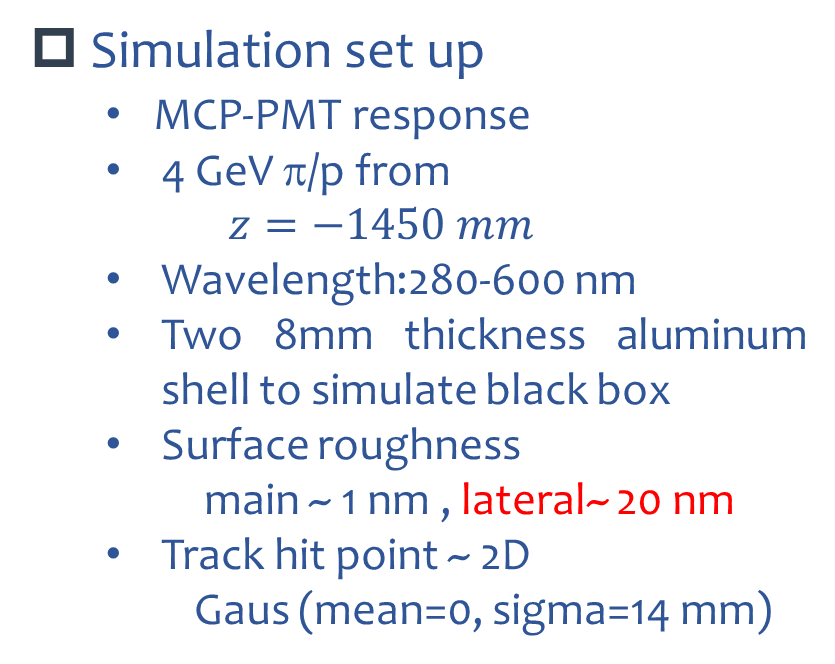 Simulation set up
• MCP-PMT response
• 4 GeV π/p from
z = −1450 mm
• Wavelength:280-600 nm
• Two 8mm thickness aluminum
shell to simulate black box
• Surface roughness
main ~ 1 nm , lateral~ 20 nm
• Track hit point ~ 2D
Gaus (mean=0, sigma=14 mm)